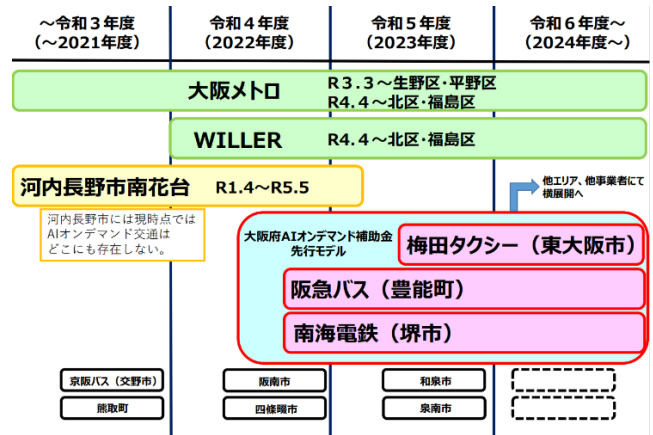 ～令和３年度
（～2021年度）
令和４年度
（2022年度）
令和５年度
（2023年度）
令和６年度～
（2024年度～）
大阪メトロ
R３.３～生野区・平野区
R4.４～北区・福島区
WILLER
R4.４～北区・福島区
河内長野市南花台
R1.4～R5.5
河内長野市には現時点では
AIオンデマンド交通は
どこにも存在しない。
他エリア、他事業者にて
横展開へ
大阪府AIオンデマンド補助金
先行モデル
梅田タクシー（東大阪市）
阪急バス（豊能町）
南海電鉄（堺市）
京阪バス（交野市）
阪南市
和泉市
熊取町
四條畷市
泉南市